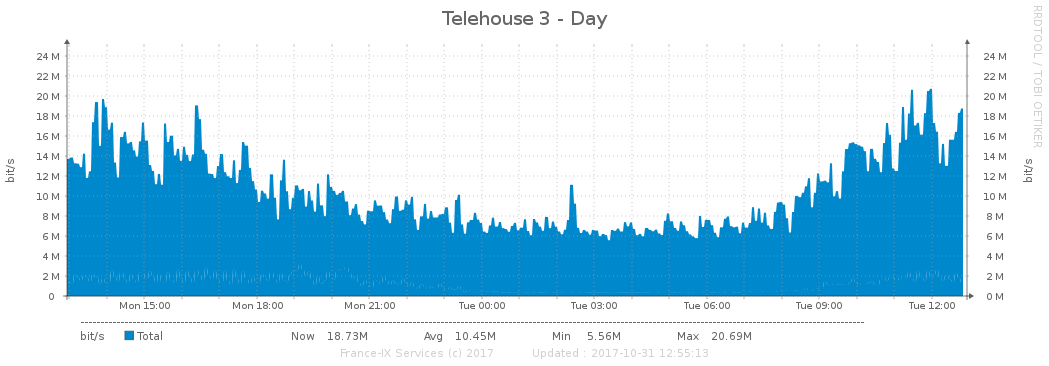 Telehouse 3 - Day
RRDTOOL / TOBI OETIKER
bit/s
24 M 24 M
22 M 22 M
20 M 20 M
18 M 18 M
16 M 16 M
14 M 14 M
12 M 12 M
10 M 10 M
8 M 8 M
6 M 6 M
4 M 4 M
2 M 2 M
0 0 M
bit/s
Mon 15:00 Mon 18:00 Mon 21:00 Tue 00:00 Tue 03:00 Tue 06:00 Tue 09:00 Tue 12:00
bit/s Total Now 18.73M Avg 10.45M Min 5.56M Max 20.69M
France-IX Services (c) 2017 Updated : 2017-10-31 12:55:13